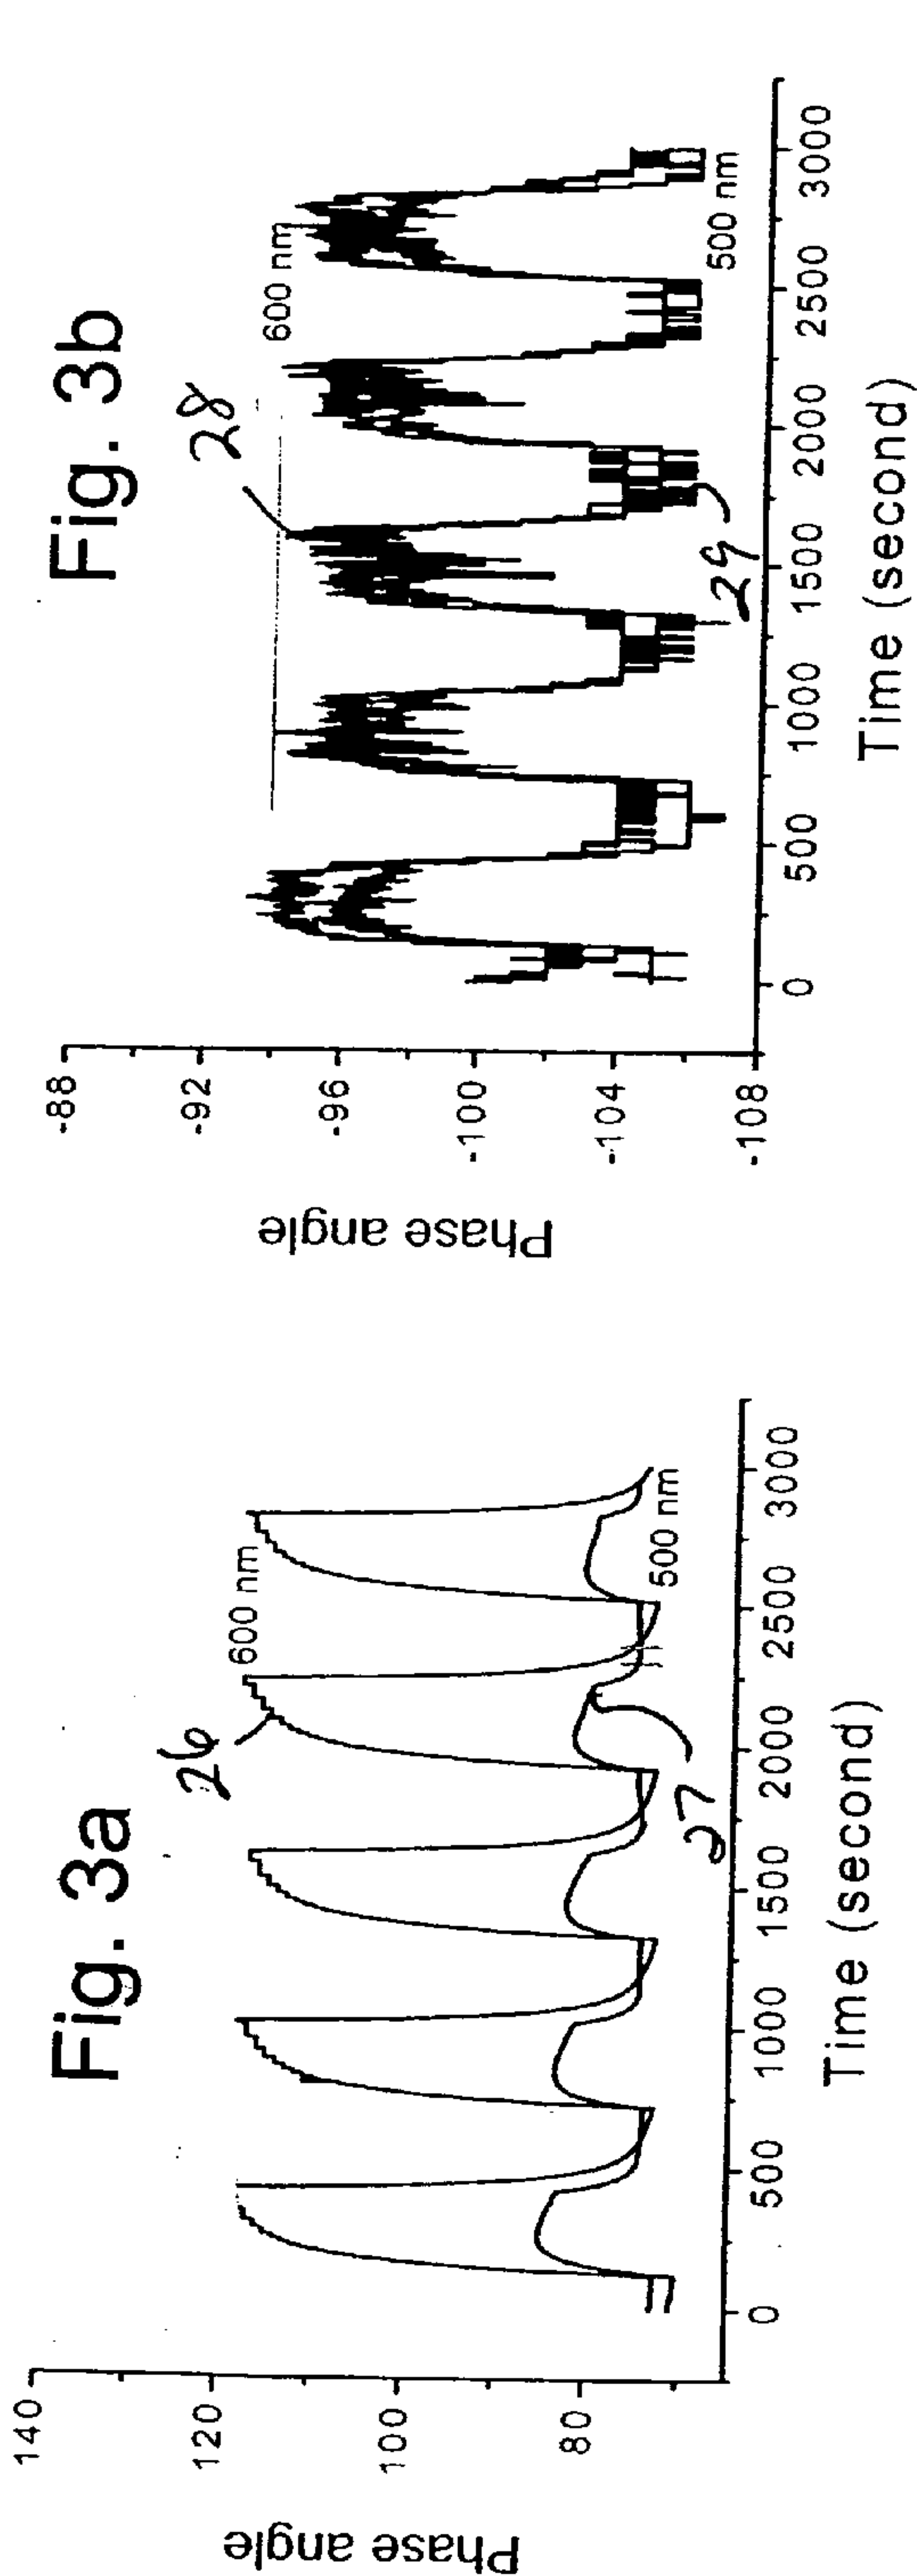 Fig. 3a
Phase angle
140
120
100
80
26
600 nm
27
500 nm
0 500 1000 1500 2000 2500 3000
Time (second)
Fig. 3b
Phase angle
-88
-92
-96
-100
-104
-108
28
600 nm
29
500 nm
0 500 1000 1500 2000 2500 3000
Time (second)